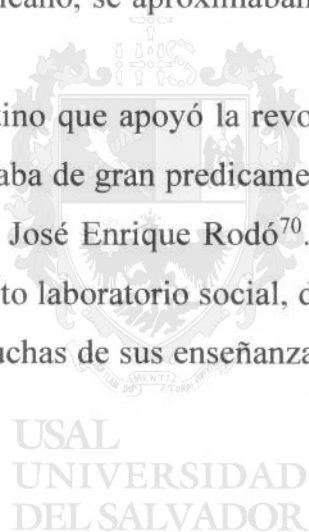 icano, se aproximaban
tino que apoyó la revo
aba de gran predicame
José Enrique Rodó⁷⁰.
to laboratorio social, d
uchas de sus enseñanza
USAL
UNIVERSIDAD
DEL SALVADOR